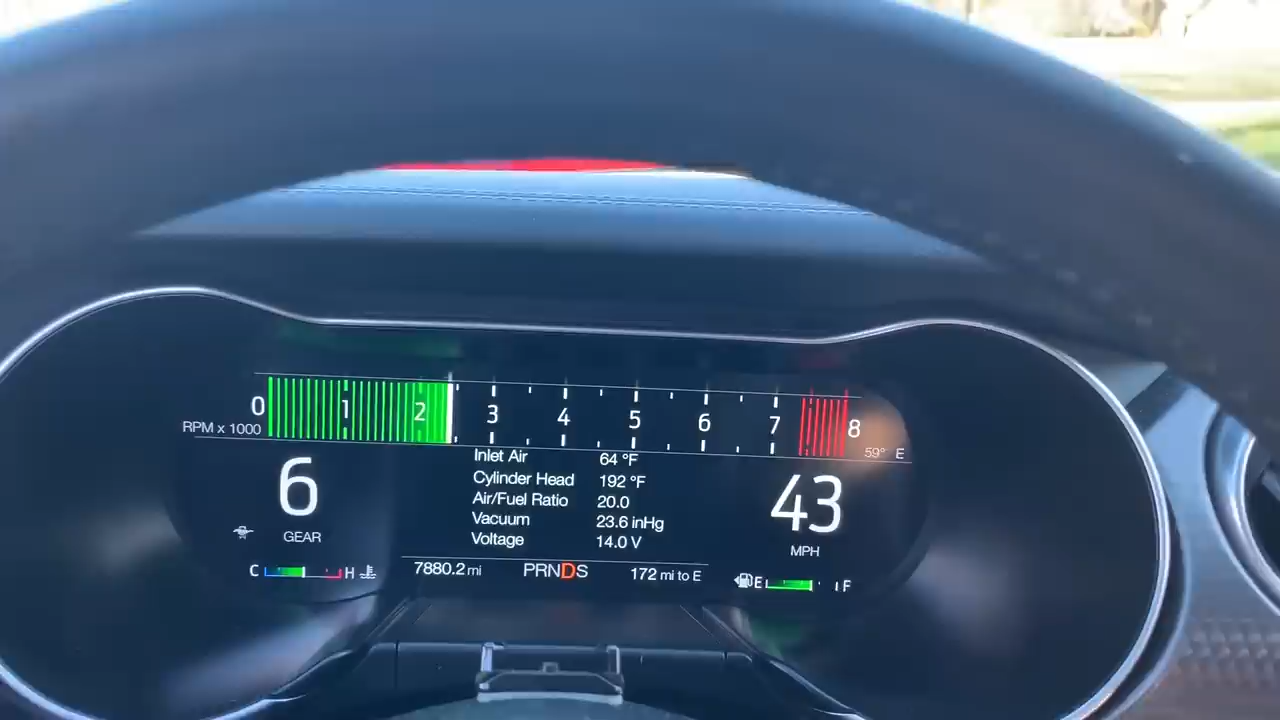 0 1 2 3 4 5 6 7 8
RPM x 1000
59° E
6
GEAR
Inlet Air 64 °F
Cylinder Head 192 °F
Air/Fuel Ratio 20.0
Vacuum 23.6 inHg
Voltage 14.0 V
43
MPH
C H
7880.2 mi PRNDS 172 mi to E
E F